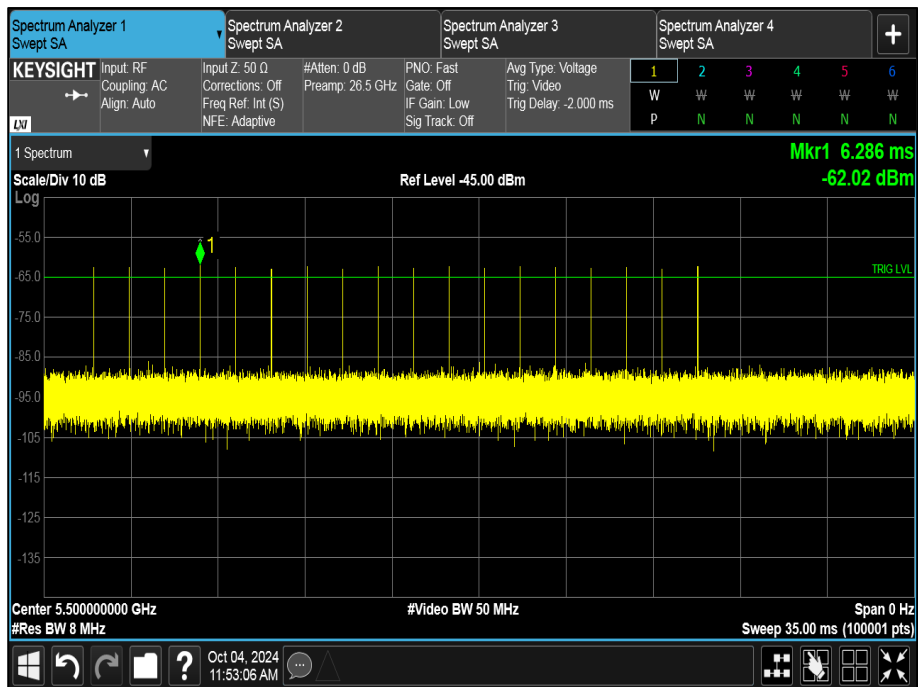 Spectrum Analyzer 1
Swept SA
Spectrum Analyzer 2
Swept SA
Spectrum Analyzer 3
Swept SA
Spectrum Analyzer 4
Swept SA
KEYSIGHT
LXI
Input: RF
Coupling: AC
Align: Auto
Input Z: 50 Ω
Corrections: Off
Freq Ref: Int (S)
NFE: Adaptive
#Atten: 0 dB
Preamp: 26.5 GHz
PNO: Fast
Gate: Off
IF Gain: Low
Sig Track: Off
Avg Type: Voltage
Trig: Video
Trig Delay: -2.000 ms
1 2 3 4 5 6
W W W W W W
P N N N N N
1 Spectrum
Scale/Div 10 dB
Ref Level -45.00 dBm
Mkr1 6.286 ms
-62.02 dBm
Log
-55.0
1
-65.0
TRIG LVL
-75.0
-85.0
-95.0
-105
-115
-125
-135
Center 5.500000000 GHz
#Video BW 50 MHz
Span 0 Hz
#Res BW 8 MHz
Sweep 35.00 ms (100001 pts)
Oct 04, 2024
11:53:06 AM